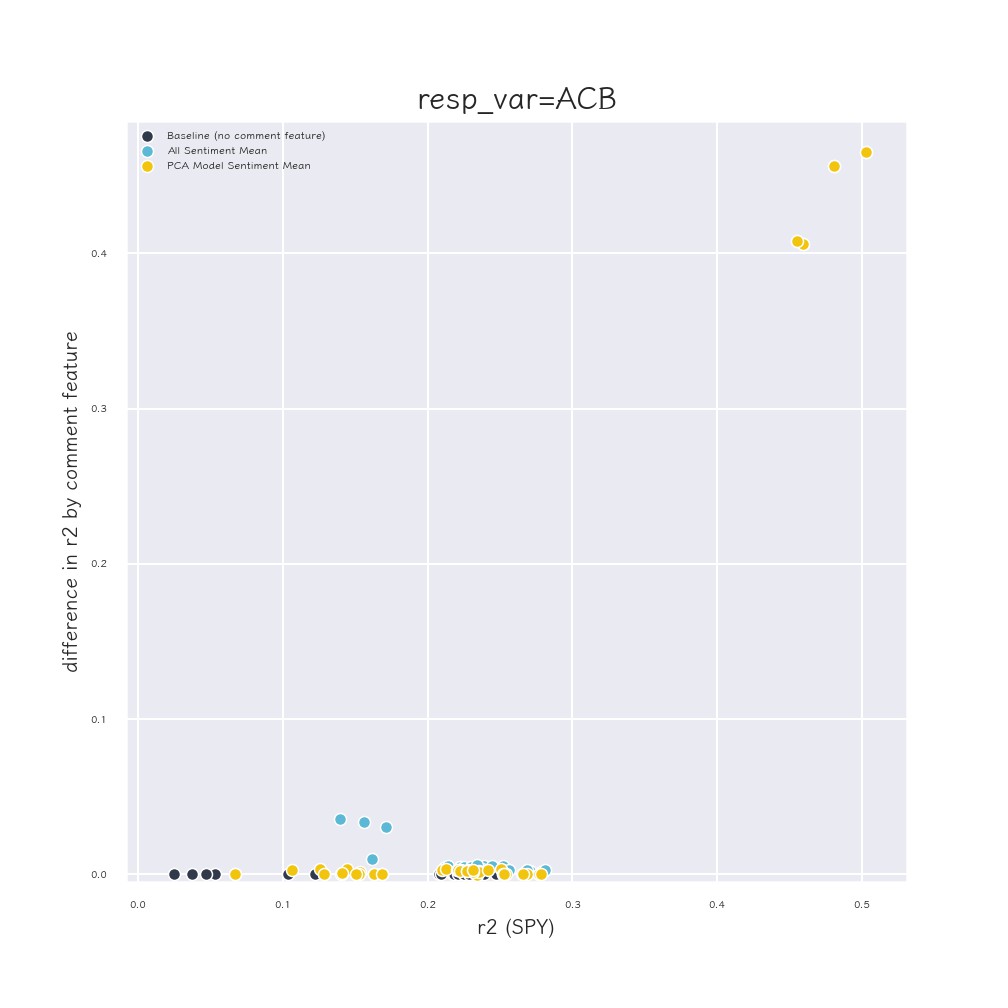 resp_var=ACB
Baseline (no comment feature)
All Sentiment Mean
PCA Model Sentiment Mean
difference in r2 by comment feature
0.4
0.3
0.2
0.1
0.0
0.0 0.1 0.2 0.3 0.4 0.5
r2 (SPY)